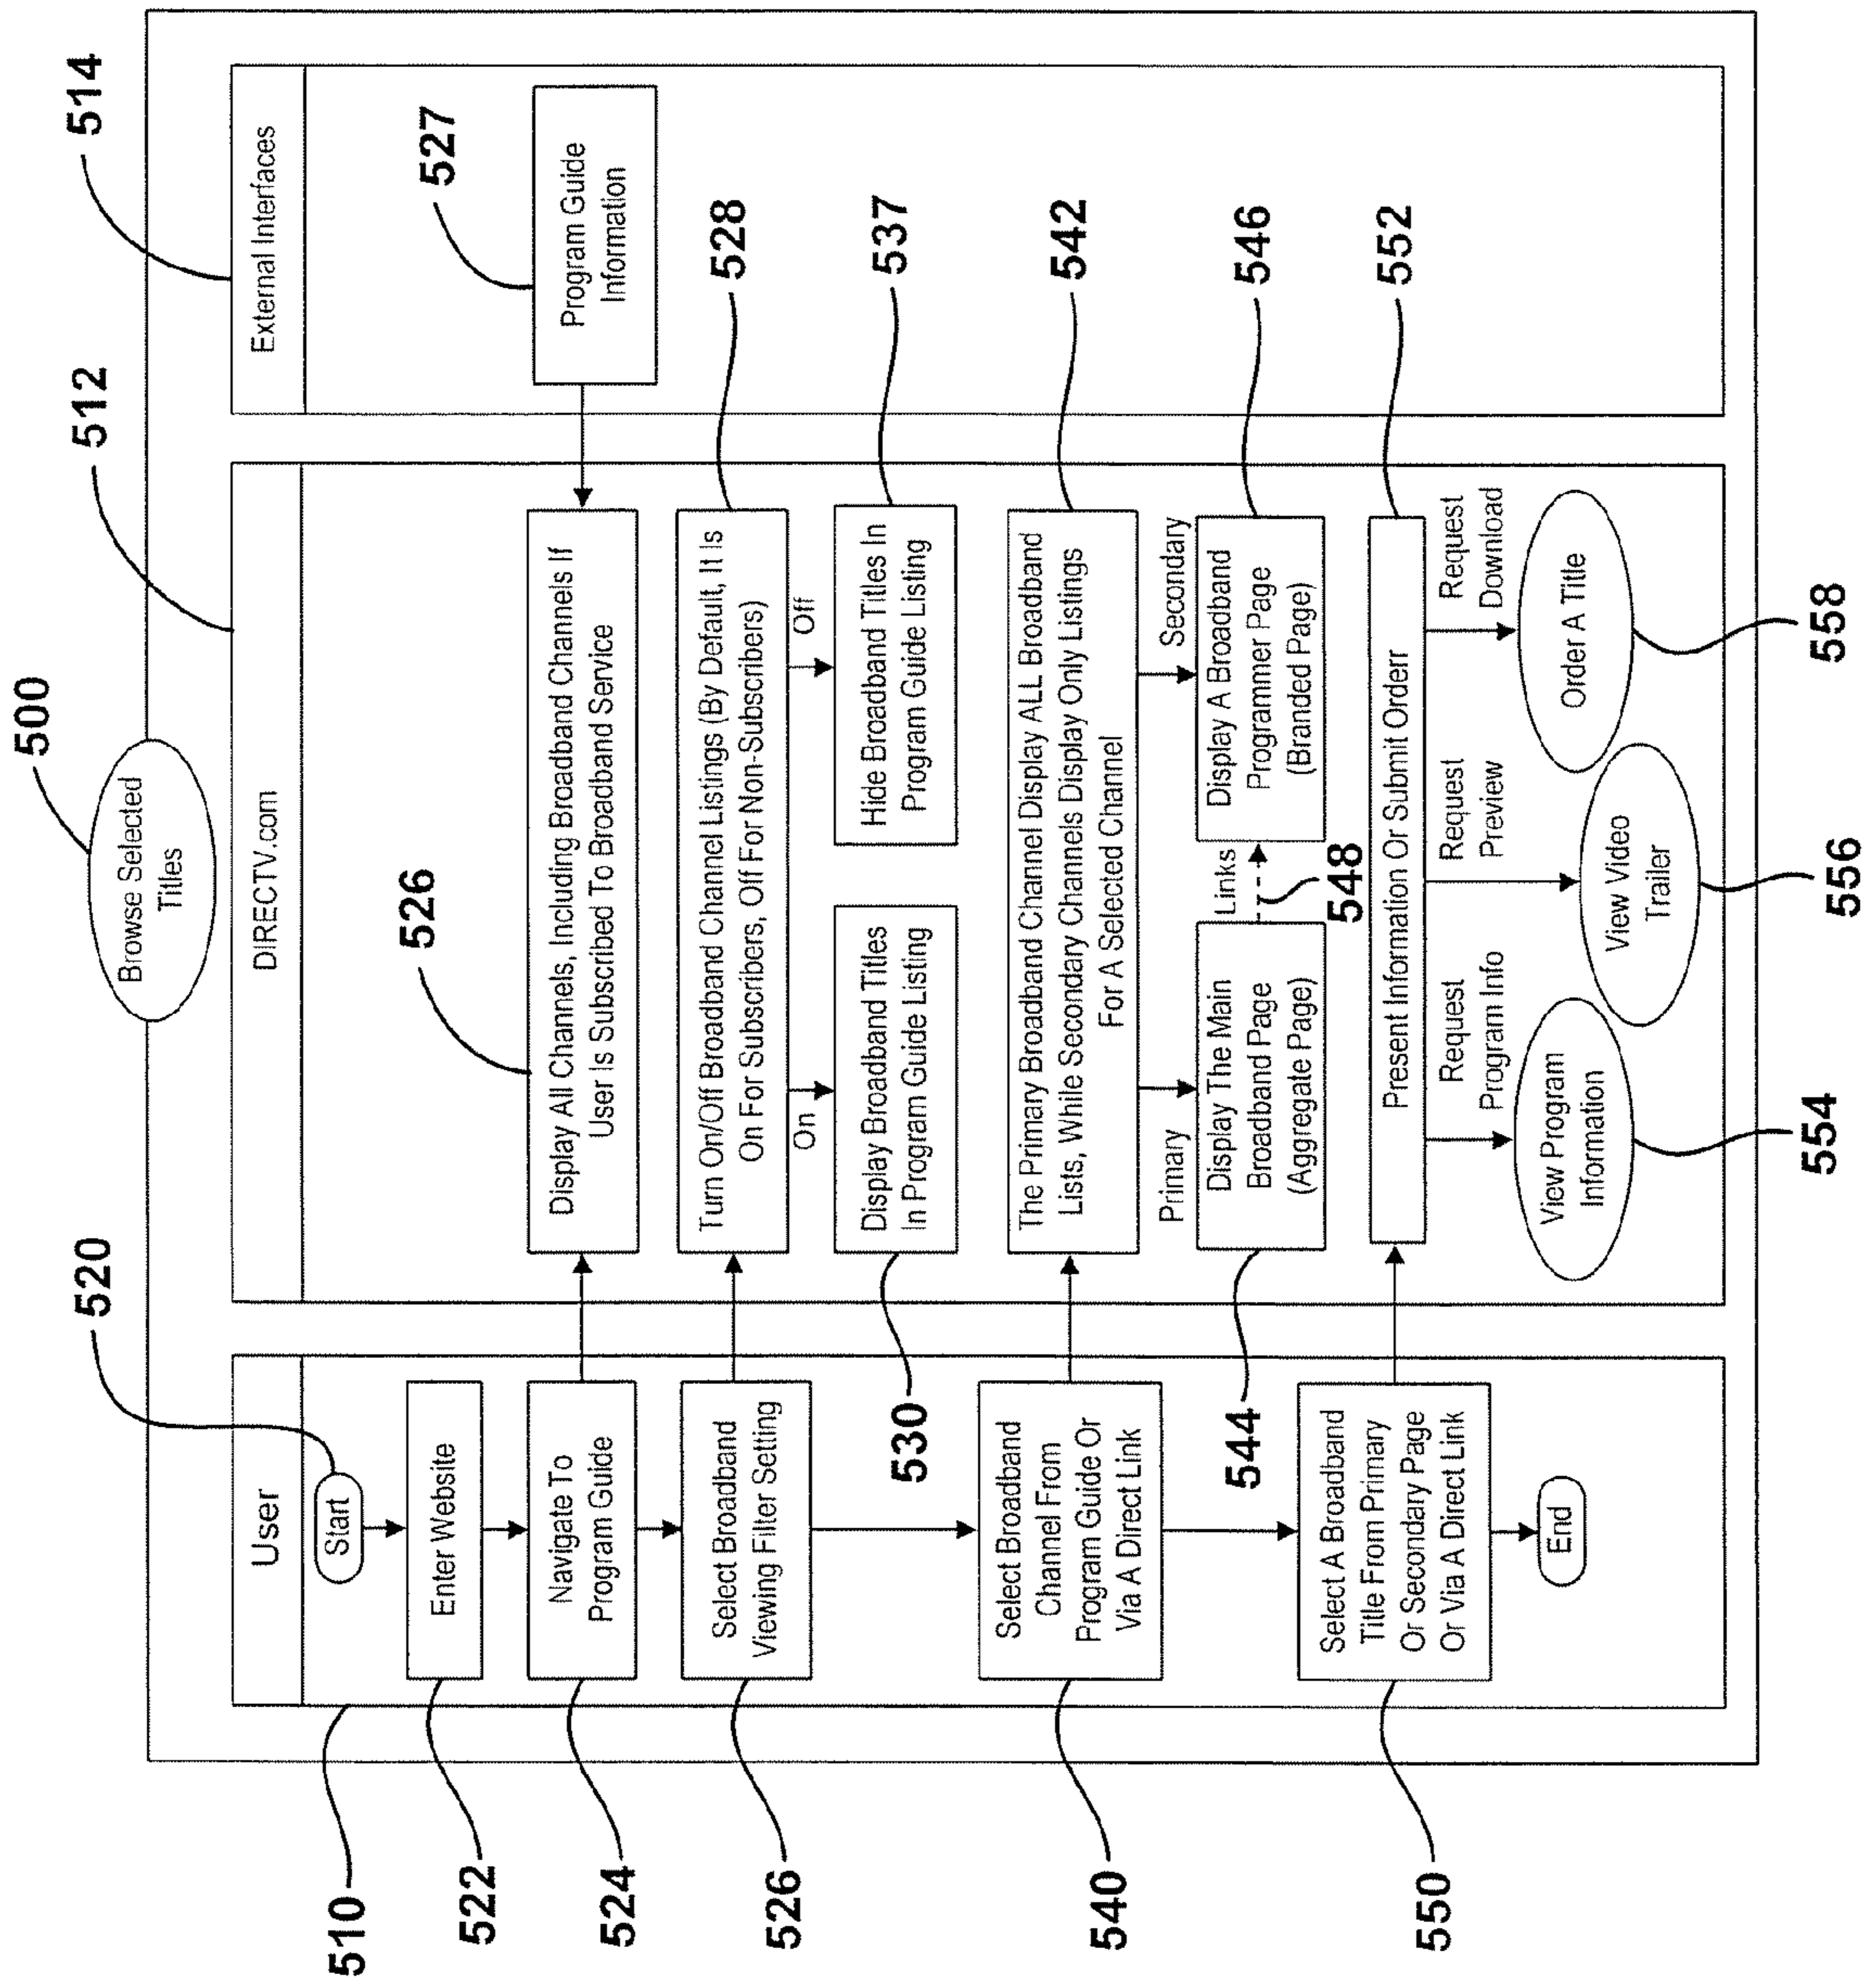 500
Browse Selected
Titles
510
User
520
Start
522
Enter Website
524
Navigate To
Program Guide
526
Select Broadband
Viewing Filter Setting
540
Select Broadband
Channel From
Program Guide Or
Via A Direct Link
550
Select A Broadband
Title From Primary
Or Secondary Page
Or Via A Direct Link
End
512
DIRECTV.com
526
Display All Channels, Including Broadband Channels If
User Is Subscribed To Broadband Service
528
Turn On/Off Broadband Channel Listings (By Default, It Is
On For Subscribers, Off For Non-Subscribers)
On
Off
530
Display Broadband Titles
In Program Guide Listing
537
Hide Broadband Titles In
Program Guide Listing
542
The Primary Broadband Channel Display ALL Broadband
Lists, While Secondary Channels Display Only Listings
For A Selected Channel
Primary
Secondary
544
Display The Main
Broadband Page
(Aggregate Page)
Links
548
546
Display A Broadband
Programmer Page
(Branded Page)
552
Present Information Or Submit Orderr
Request
Program Info
Request
Preview
Request
Download
View Program
Information
554
View Video
Trailer
556
Order A Title
558
514
External Interfaces
527
Program Guide
Information